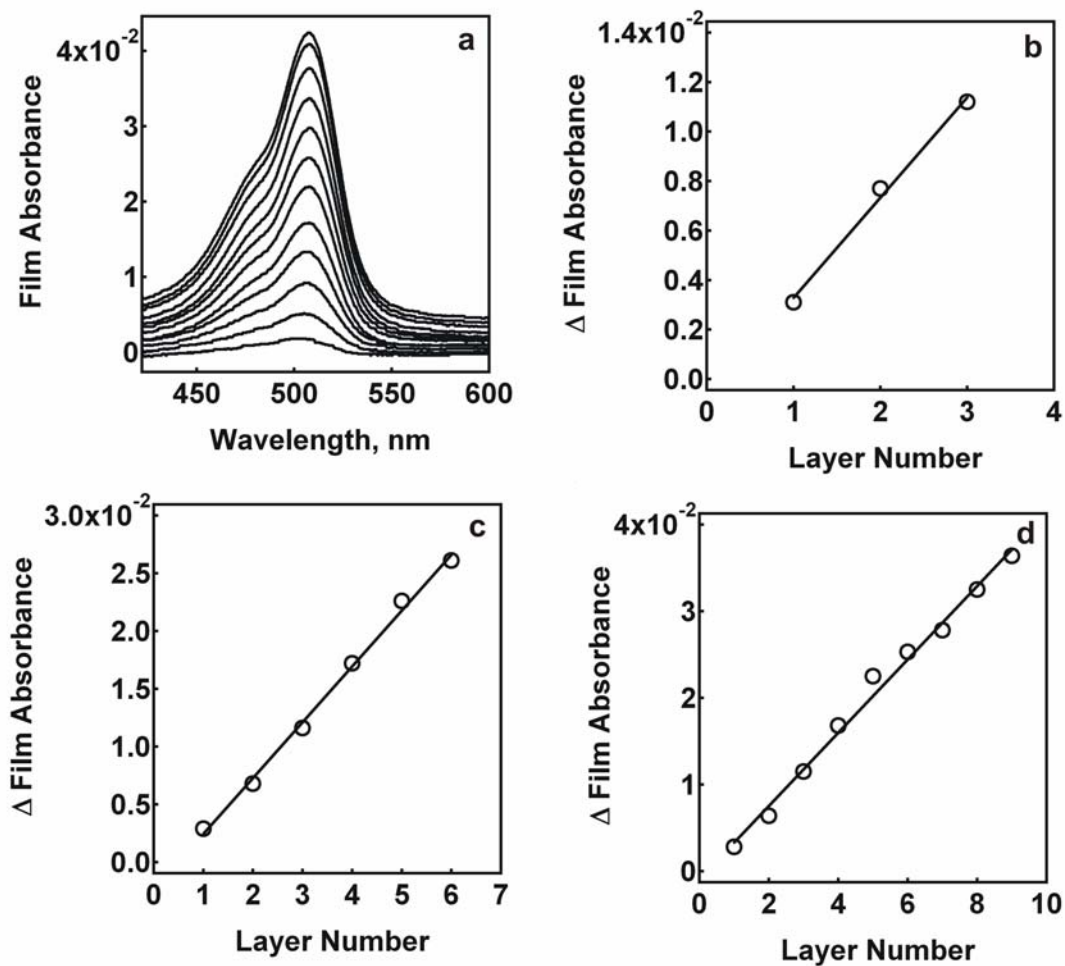 a
4x10⁻²
3
2
1
0
Film Absorbance
450 500 550 600
Wavelength, nm
b
1.4x10⁻²
1.2
1.0
0.8
0.6
0.4
0.2
0.0
Δ Film Absorbance
0 1 2 3 4
Layer Number
c
3.0x10⁻²
2.5
2.0
1.5
1.0
0.5
0.0
Δ Film Absorbance
0 1 2 3 4 5 6 7
Layer Number
d
4x10⁻²
3
2
1
0
Δ Film Absorbance
0 2 4 6 8 10
Layer Number